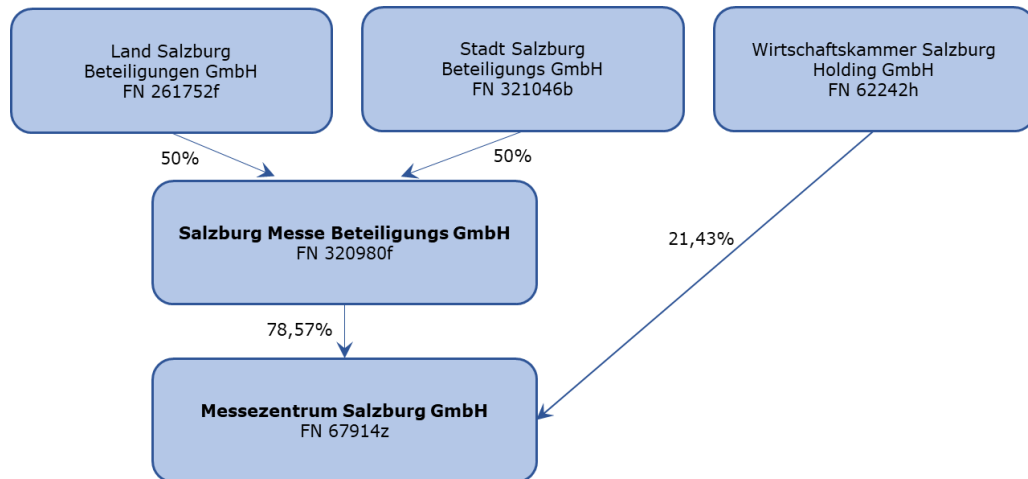 Land Salzburg
Beteiligungen GmbH
FN 261752f
Stadt Salzburg
Beteiligungs GmbH
FN 321046b
Wirtschaftskammer Salzburg
Holding GmbH
FN 62242h
50%
50%
Salzburg Messe Beteiligungs GmbH
FN 320980f
21,43%
78,57%
Messezentrum Salzburg GmbH
FN 67914z